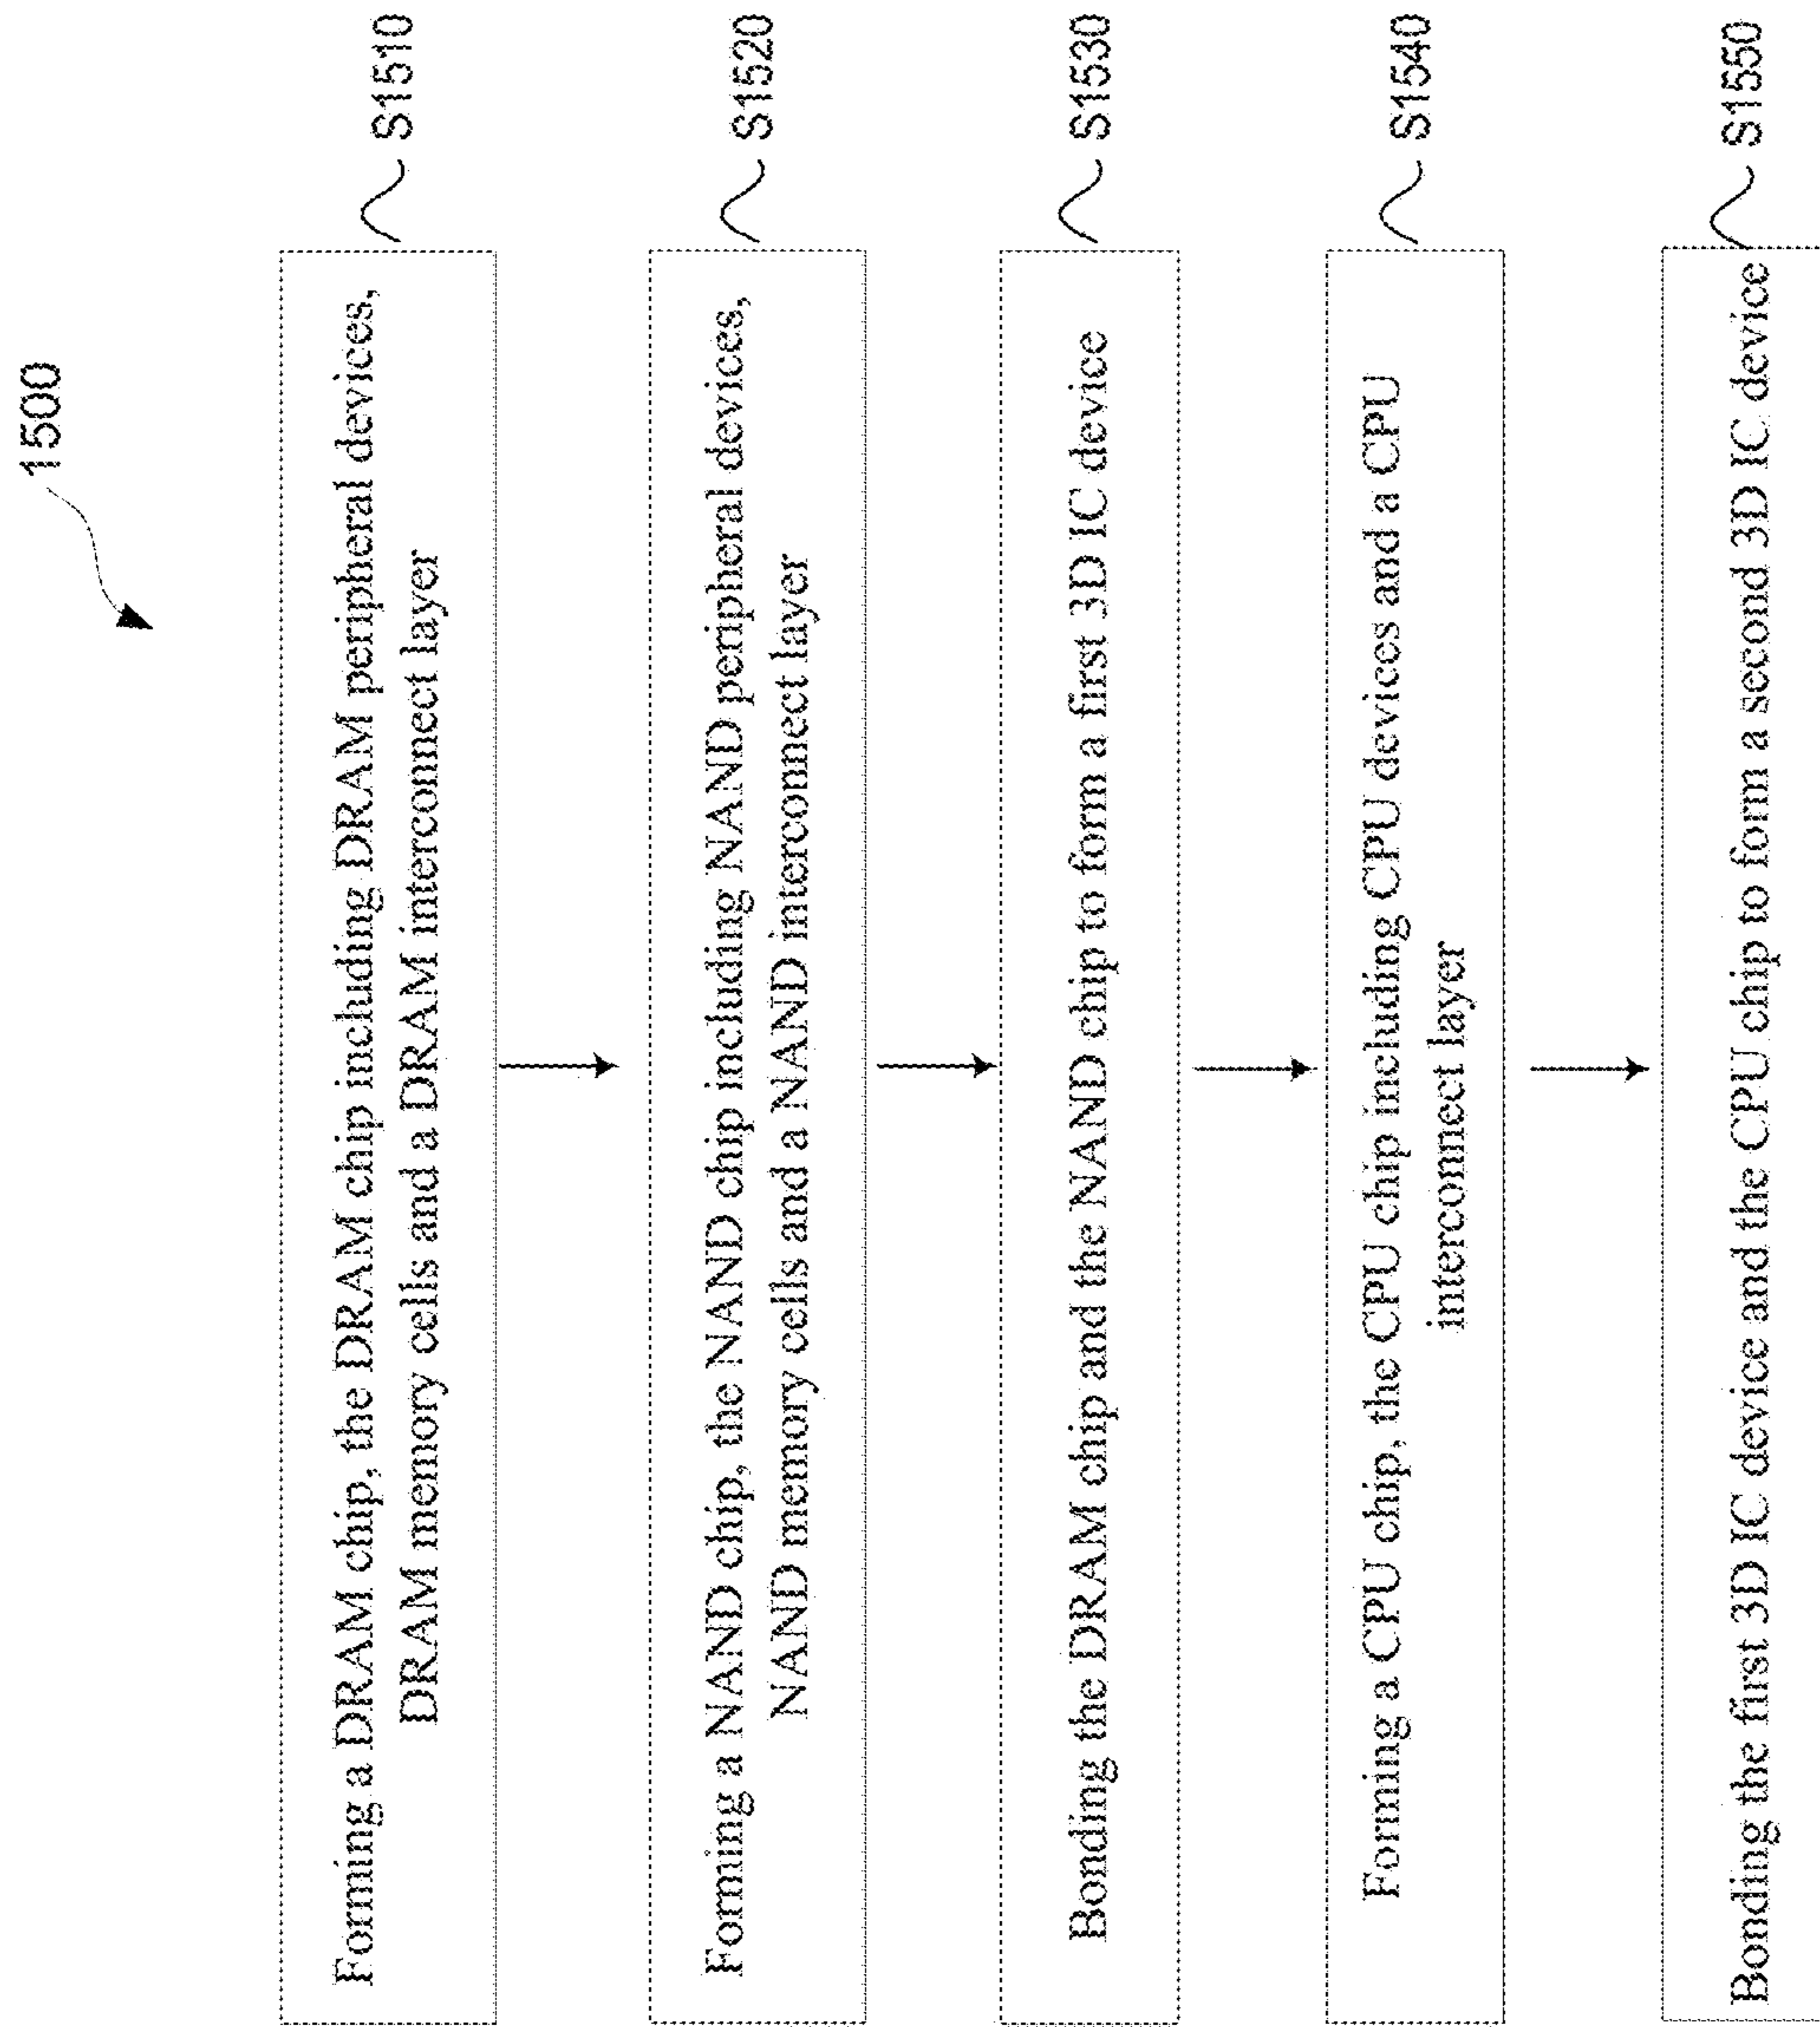 1500
Forming a DRAM chip, the DRAM chip including DRAM peripheral devices,
DRAM memory cells and a DRAM interconnect layer
S1510
Forming a NAND chip, the NAND chip including NAND peripheral devices,
NAND memory cells and a NAND interconnect layer
S1520
Bonding the DRAM chip and the NAND chip to form a first 3D IC device
S1530
Forming a CPU chip, the CPU chip including CPU devices and a CPU
interconnect layer
S1540
Bonding the first 3D IC device and the CPU chip to form a second 3D IC device
S1550